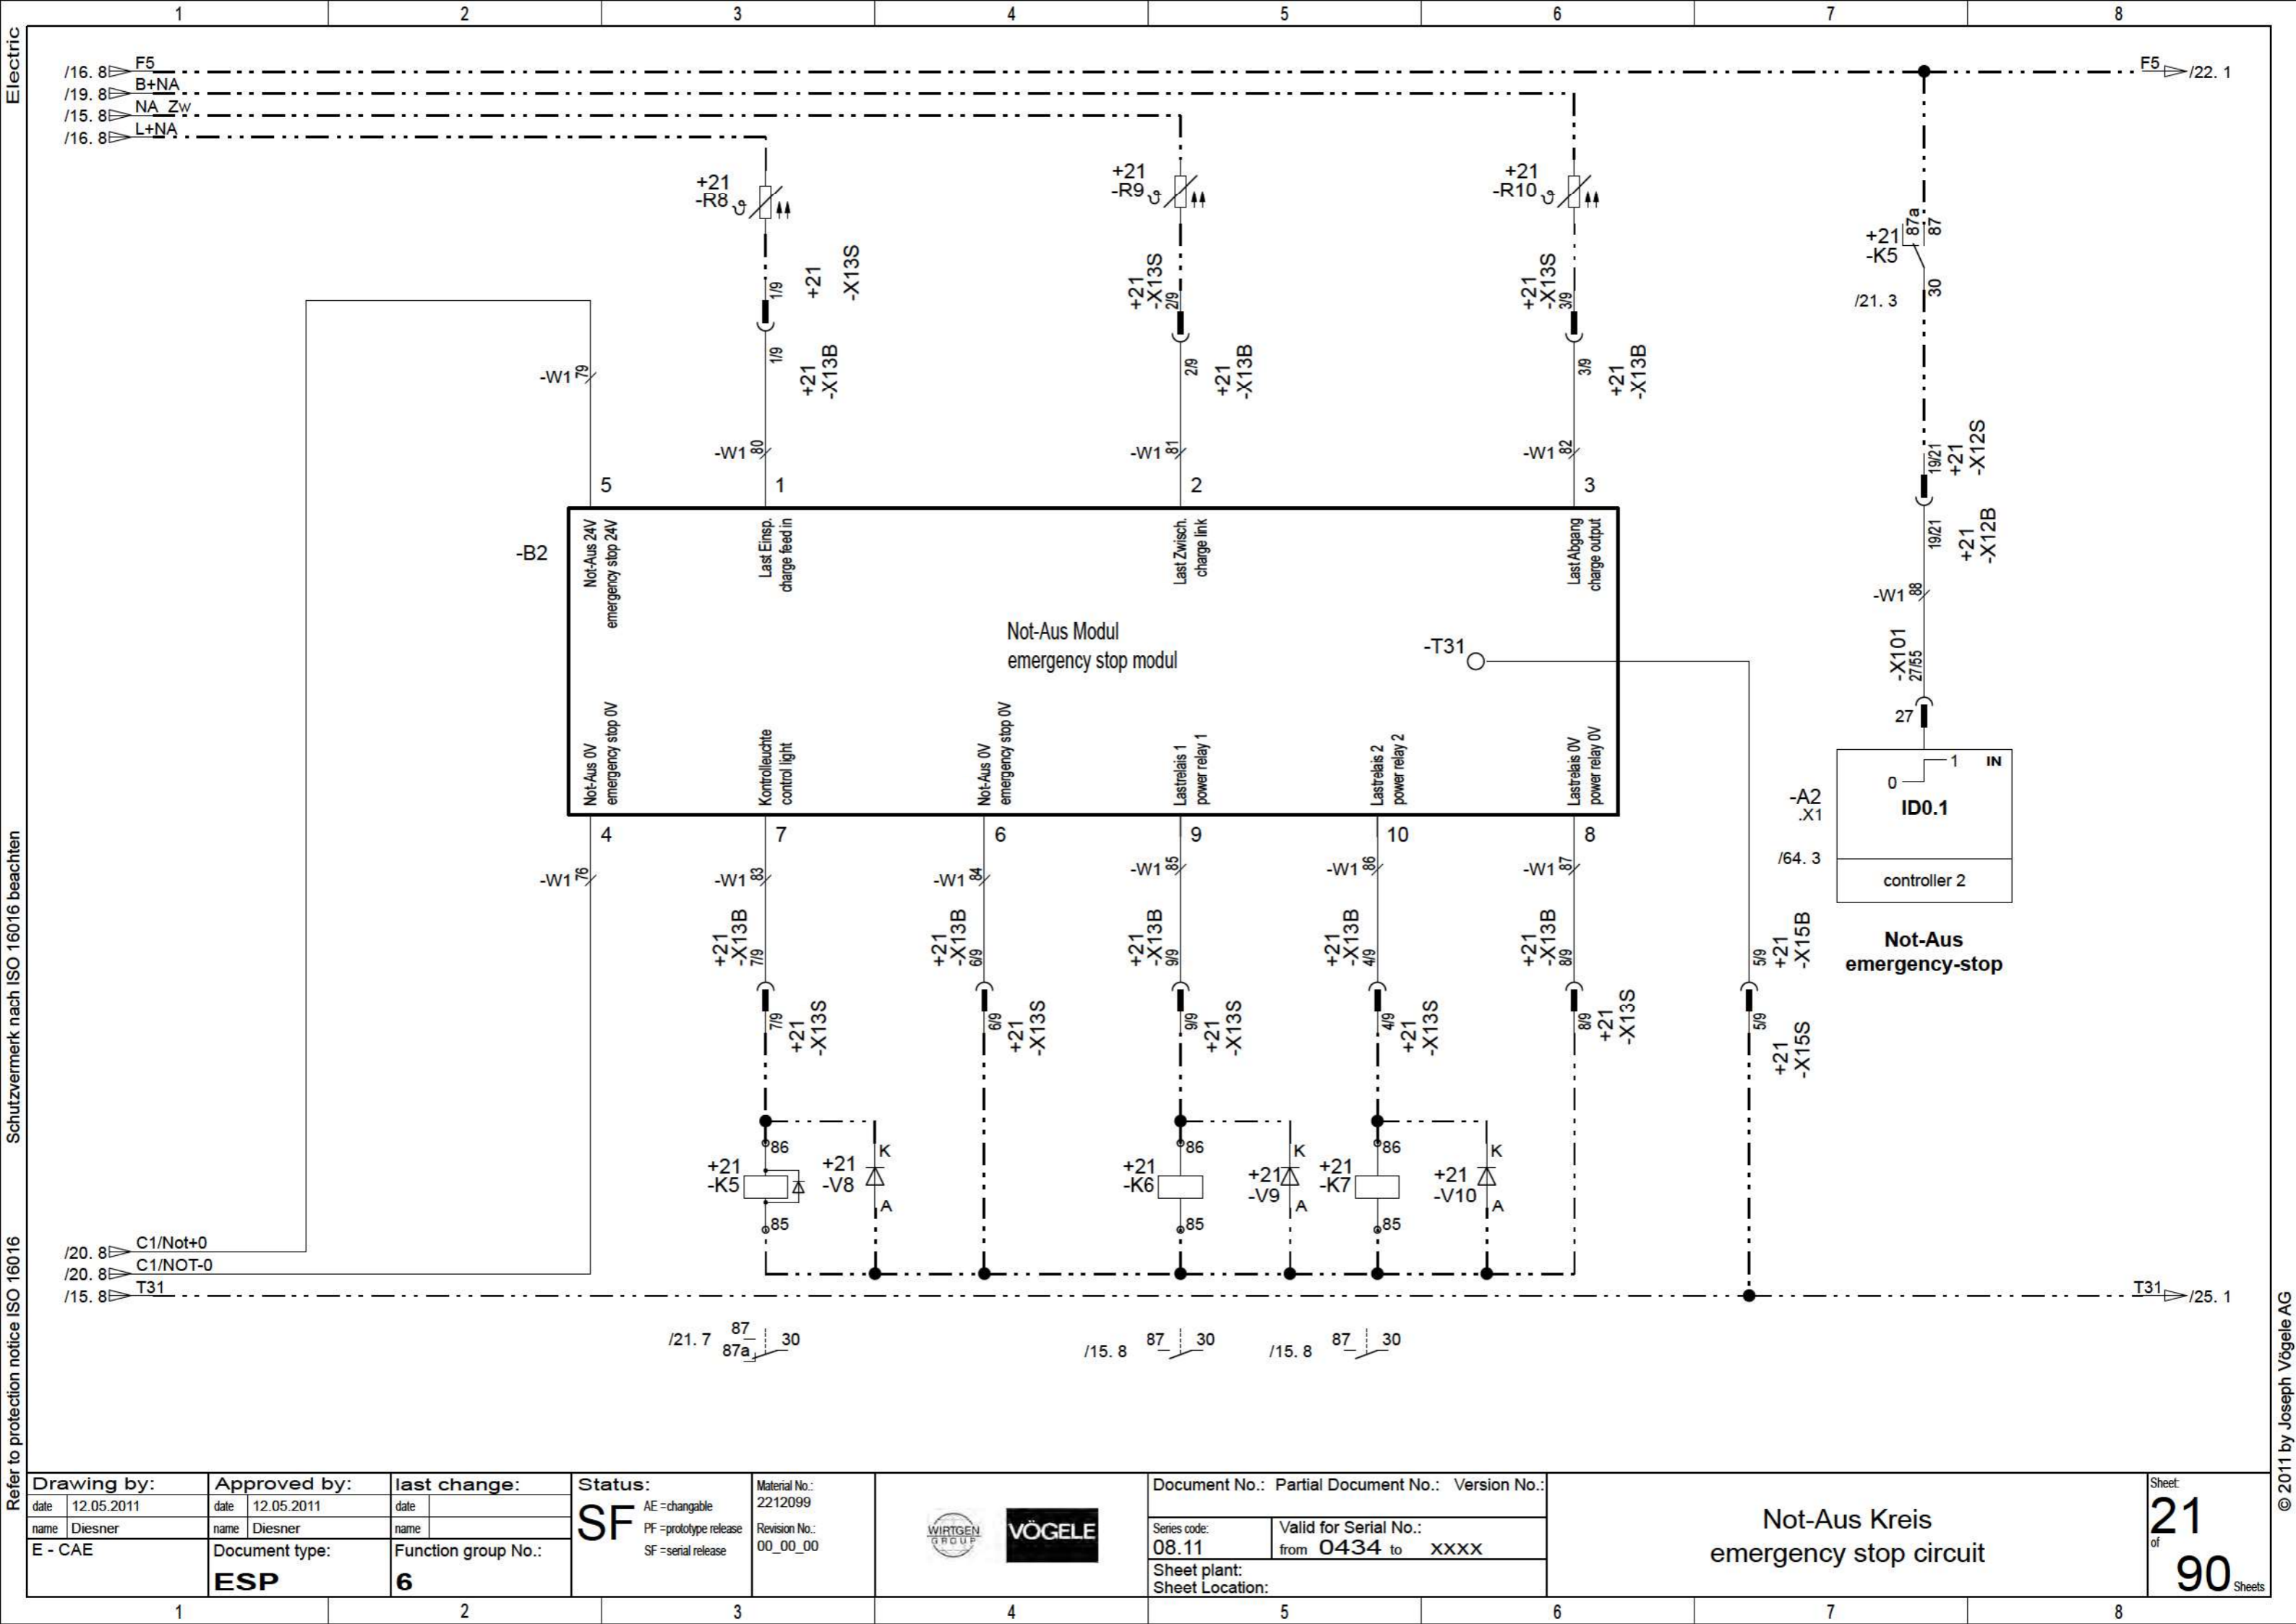 1 2 3 4 5 6 7 8
Electric
/16. 8 F5
/19. 8 B+NA
/15. 8 NA_Zw
/16. 8 L+NA
F5 /22. 1
+21
-R8
ϑ
+21
-R9
ϑ
+21
-R10
ϑ
+21
-K5
87a
87
30
/21. 3
1/9
+21
-X13S
+21
-X13S
2/9
+21
-X13S
3/9
1/9
+21
-X13B
2/9
+21
-X13B
3/9
+21
-X13B
-W1 79
-W1 80
-W1 81
-W1 82
19/21
+21
-X12S
19/21
+21
-X12B
-W1 88
-X101
27/55
27
5
1
2
3
-B2
Not-Aus 24V
emergency stop 24V
Last Einsp.
charge feed in
Last Zwisch.
charge link
Last Abgang
charge output
Not-Aus Modul
emergency stop modul
-T31
Not-Aus 0V
emergency stop 0V
Kontrolleuchte
control light
Not-Aus 0V
emergency stop 0V
Lastrelais 1
power relay 1
Lastrelais 2
power relay 2
Lastrelais 0V
power relay 0V
4
7
6
9
10
8
-A2
.X1
/64. 3
0
1
IN
ID0.1
controller 2
Not-Aus
emergency-stop
-W1 76
-W1 83
-W1 84
-W1 85
-W1 86
-W1 87
+21
-X13B
7/9
+21
-X13B
6/9
+21
-X13B
9/9
+21
-X13B
4/9
+21
-X13B
8/9
5/9
+21
-X15B
7/9
+21
-X13S
6/9
+21
-X13S
9/9
+21
-X13S
4/9
+21
-X13S
8/9
+21
-X13S
5/9
+21
-X15S
86
+21
-K5
85
K
+21
-V8
A
86
+21
-K6
85
K
+21
-V9
A
86
+21
-K7
85
K
+21
-V10
A
/20. 8 C1/Not+0
/20. 8 C1/NOT-0
/15. 8 T31
T31 /25. 1
/21. 7 87 30
87a
/15. 8 87 30
/15. 8 87 30
Refer to protection notice ISO 16016 Schutzvermerk nach ISO 16016 beachten
© 2011 by Joseph Vögele AG
Drawing by:
date 12.05.2011
name Diesner
E - CAE
Approved by:
date 12.05.2011
name Diesner
Document type:
ESP
last change:
date
name
Function group No.:
6
Status:
SF
AE =changable
PF =prototype release
SF =serial release
Material No.:
2212099
Revision No.:
00_00_00
WIRTGEN
GROUP
VÖGELE
Document No.: Partial Document No.: Version No.:
Series code:
08.11
Valid for Serial No.:
from 0434 to xxxx
Sheet plant:
Sheet Location:
Not-Aus Kreis
emergency stop circuit
Sheet:
21
of
90 Sheets
1 2 3 4 5 6 7 8